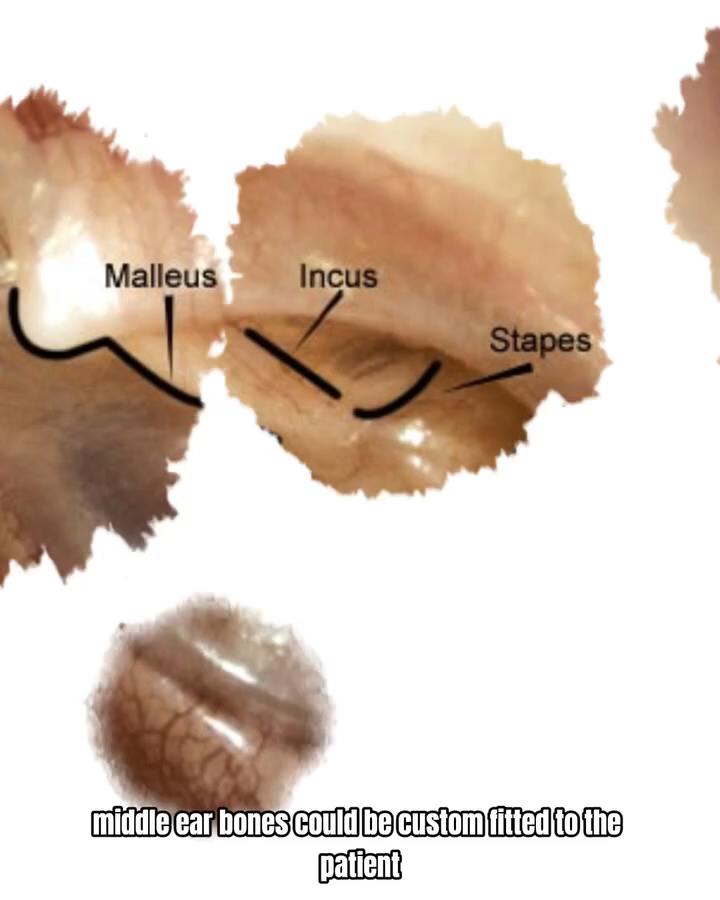 Malleus
Incus
Stapes
middle ear bones could be custom fitted to the
patient